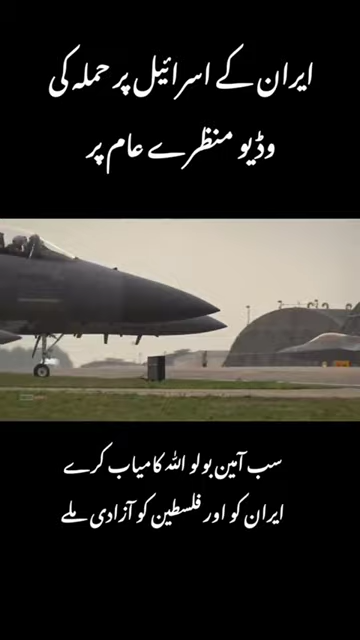 ایران کے اسرائیل پر حملہ کی
وڈیو منظرے عام پر
سب آمین بولو اللہ کامیاب کرے
ایران کو اور فلسطین کو آزادی ملے